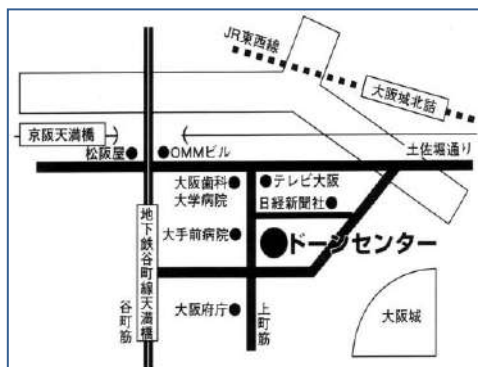 JR東西線
大阪城北詰
京阪天満橋
土佐堀通り
松阪屋
OMMビル
大阪歯科
大学病院
テレビ大阪
日経新聞社
大手前病院
ドーンセンター
地下鉄谷町線天満橋
谷町筋
大阪府庁
上町筋
大阪城